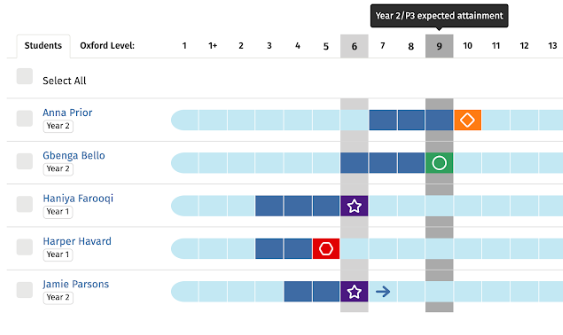 Year 2/P3 expected attainment
Students Oxford Level: 1 1+ 2 3 4 5 6 7 8 9 10 11 12 13
Select All
Anna Prior
Year 2
Gbenga Bello
Year 2
Haniya Farooqi
Year 1
Harper Havard
Year 1
Jamie Parsons
Year 2